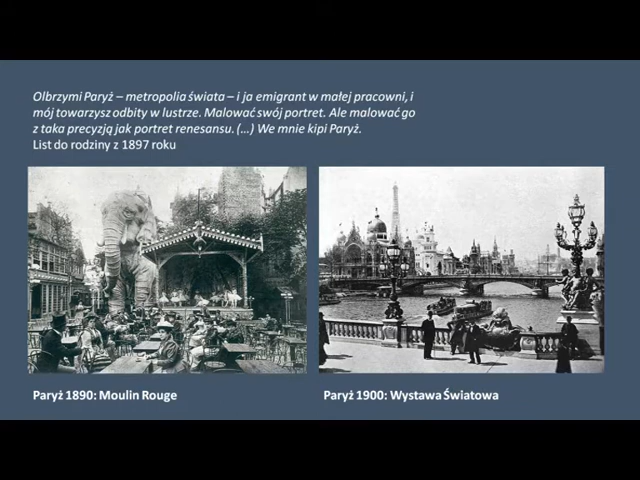 Olbrzymi Paryż – metropolia świata – i ja emigrant w małej pracowni, i
mój towarzysz odbity w lustrze. Malować swój portret. Ale malować go
z taka precyzją jak portret renesansu. (...) We mnie kipi Paryż.
List do rodziny z 1897 roku
Paryż 1890: Moulin Rouge
Paryż 1900: Wystawa Światowa